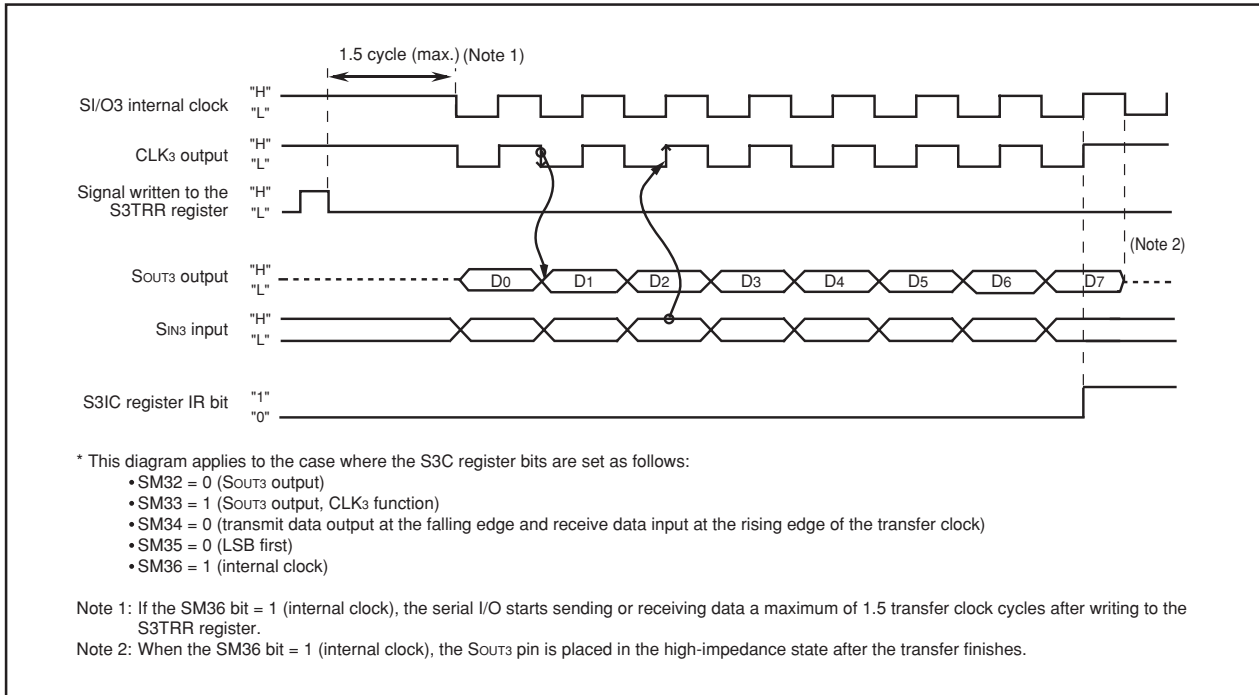 1.5 cycle (max.) (Note 1)
SI/O3 internal clock
"H"
"L"
CLK3 output
"H"
"L"
Signal written to the
S3TRR register
"H"
"L"
(Note 2)
SOUT3 output
"H"
"L"
D0 D1 D2 D3 D4 D5 D6 D7
SIN3 input
"H"
"L"
S3IC register IR bit
"1"
"0"
* This diagram applies to the case where the S3C register bits are set as follows:
• SM32 = 0 (SOUT3 output)
• SM33 = 1 (SOUT3 output, CLK3 function)
• SM34 = 0 (transmit data output at the falling edge and receive data input at the rising edge of the transfer clock)
• SM35 = 0 (LSB first)
• SM36 = 1 (internal clock)
Note 1: If the SM36 bit = 1 (internal clock), the serial I/O starts sending or receiving data a maximum of 1.5 transfer clock cycles after writing to the
S3TRR register.
Note 2: When the SM36 bit = 1 (internal clock), the SOUT3 pin is placed in the high-impedance state after the transfer finishes.